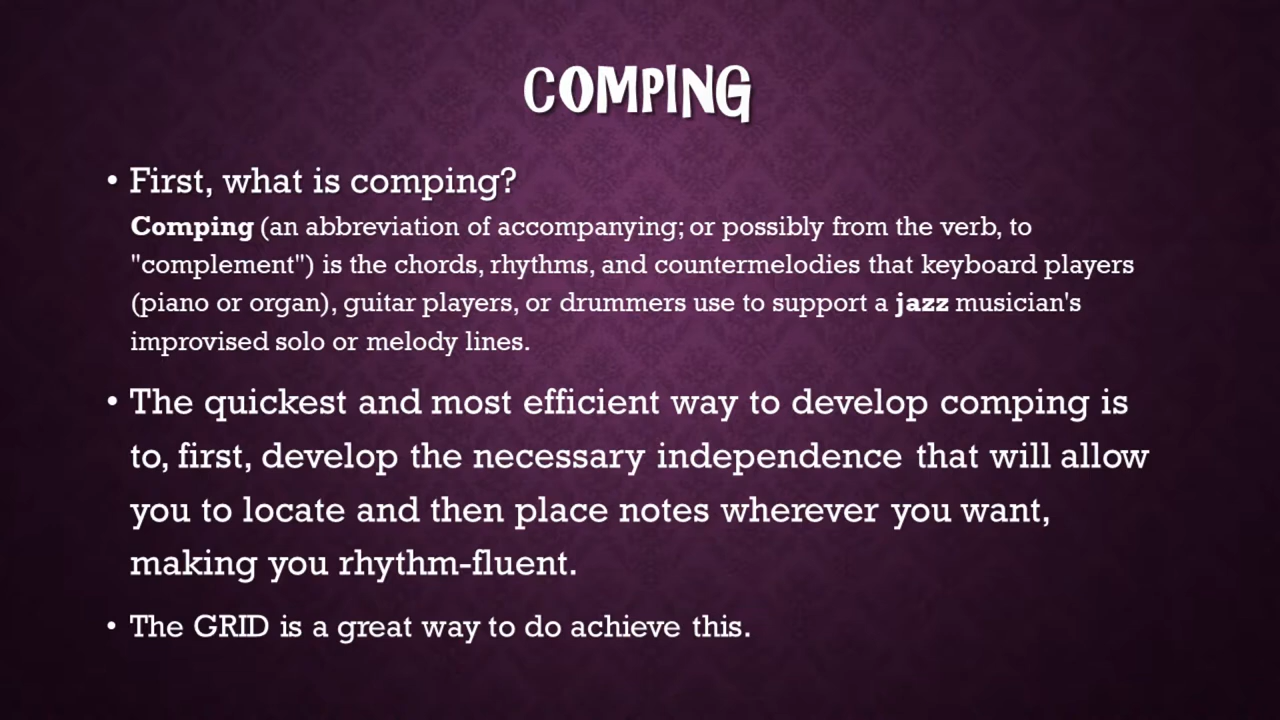 COMPING
• First, what is comping?
Comping (an abbreviation of accompanying; or possibly from the verb, to
"complement") is the chords, rhythms, and countermelodies that keyboard players
(piano or organ), guitar players, or drummers use to support a jazz musician's
improvised solo or melody lines.
• The quickest and most efficient way to develop comping is
to, first, develop the necessary independence that will allow
you to locate and then place notes wherever you want,
making you rhythm-fluent.
• The GRID is a great way to do achieve this.